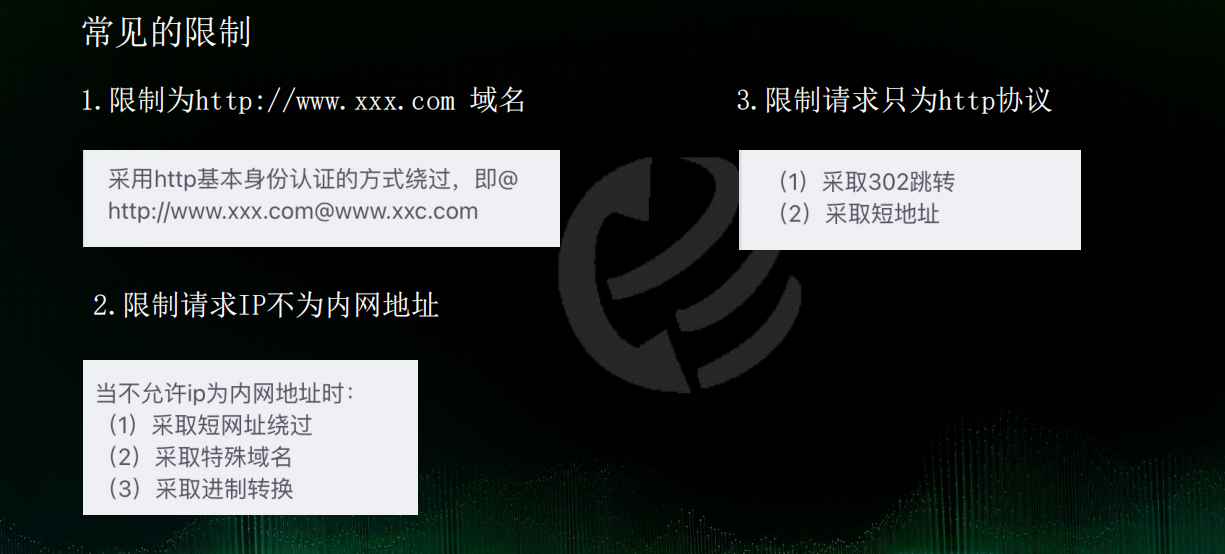 常见的限制
1.限制为http://www.xxx.com 域名
采用http基本身份认证的方式绕过，即@
http://www.xxx.com@www.xxc.com
2.限制请求IP不为内网地址
当不允许ip为内网地址时：
（1）采取短网址绕过
（2）采取特殊域名
（3）采取进制转换
3.限制请求只为http协议
（1）采取302跳转
（2）采取短地址